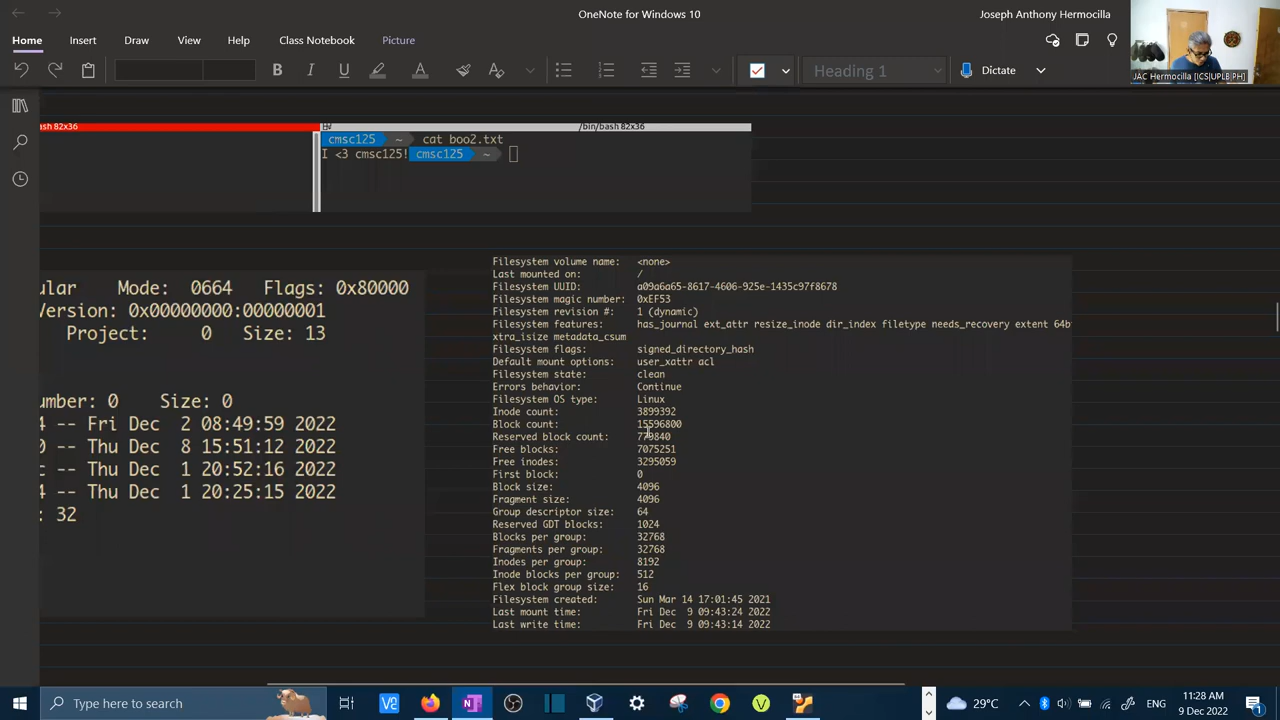 OneNote for Windows 10
Joseph Anthony Hermocilla
Home Insert Draw View Help Class Notebook Picture
B I U A
Heading 1
Dictate
JAC Hermocilla [ICS|UPLB PH]
ash 82x36
/bin/bash 82x36
cmsc125 ~ cat boo2.txt
I <3 cmsc125! cmsc125 ~
ular Mode: 0664 Flags: 0x80000
Version: 0x00000000:00000001
Project: 0 Size: 13
umber: 0 Size: 0
4 -- Fri Dec 2 08:49:59 2022
0 -- Thu Dec 8 15:51:12 2022
c -- Thu Dec 1 20:52:16 2022
4 -- Thu Dec 1 20:25:15 2022
: 32
Filesystem volume name: <none>
Last mounted on: /
Filesystem UUID: a09a6a65-8617-4606-925e-1435c97f8678
Filesystem magic number: 0xEF53
Filesystem revision #: 1 (dynamic)
Filesystem features: has_journal ext_attr resize_inode dir_index filetype needs_recovery extent 64b
xtra_isize metadata_csum
Filesystem flags: signed_directory_hash
Default mount options: user_xattr acl
Filesystem state: clean
Errors behavior: Continue
Filesystem OS type: Linux
Inode count: 3899392
Block count: 15596800
Reserved block count: 779840
Free blocks: 7075251
Free inodes: 3295059
First block: 0
Block size: 4096
Fragment size: 4096
Group descriptor size: 64
Reserved GDT blocks: 1024
Blocks per group: 32768
Fragments per group: 32768
Inodes per group: 8192
Inode blocks per group: 512
Flex block group size: 16
Filesystem created: Sun Mar 14 17:01:45 2021
Last mount time: Fri Dec 9 09:43:24 2022
Last write time: Fri Dec 9 09:43:14 2022
Type here to search
29°C
ENG
11:28 AM
9 Dec 2022